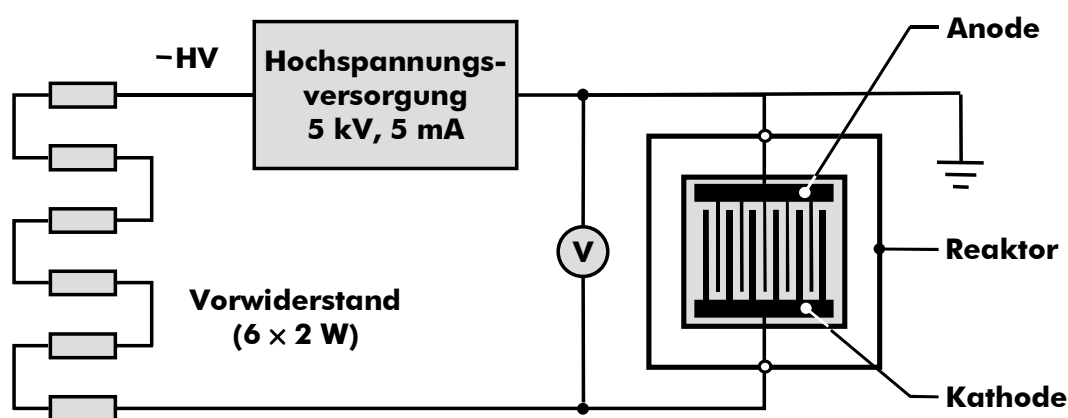 Anode
–HV
Hochspannungs-
versorgung
5 kV, 5 mA
V
Reaktor
Vorwiderstand
(6 × 2 W)
Kathode